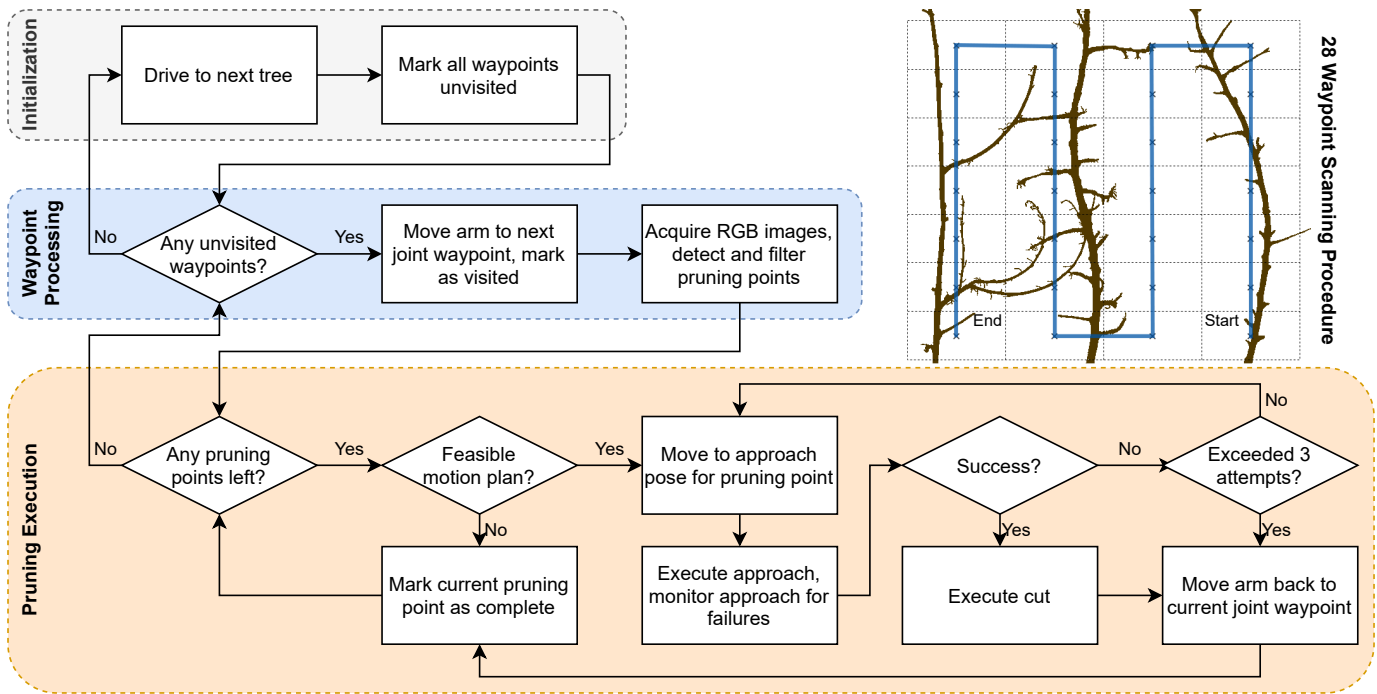 Initialization
Drive to next tree
Mark all waypoints
unvisited
28 Waypoint Scanning Procedure
End
Start
Waypoint
Processing
Any unvisited
waypoints?
No
Yes
Move arm to next
joint waypoint, mark
as visited
Acquire RGB images,
detect and filter
pruning points
Pruning Execution
Any pruning
points left?
No
Yes
Feasible
motion plan?
Yes
No
Move to approach
pose for pruning point
Success?
No
Yes
Exceeded 3
attempts?
No
Yes
Mark current pruning
point as complete
Execute approach,
monitor approach for
failures
Execute cut
Move arm back to
current joint waypoint